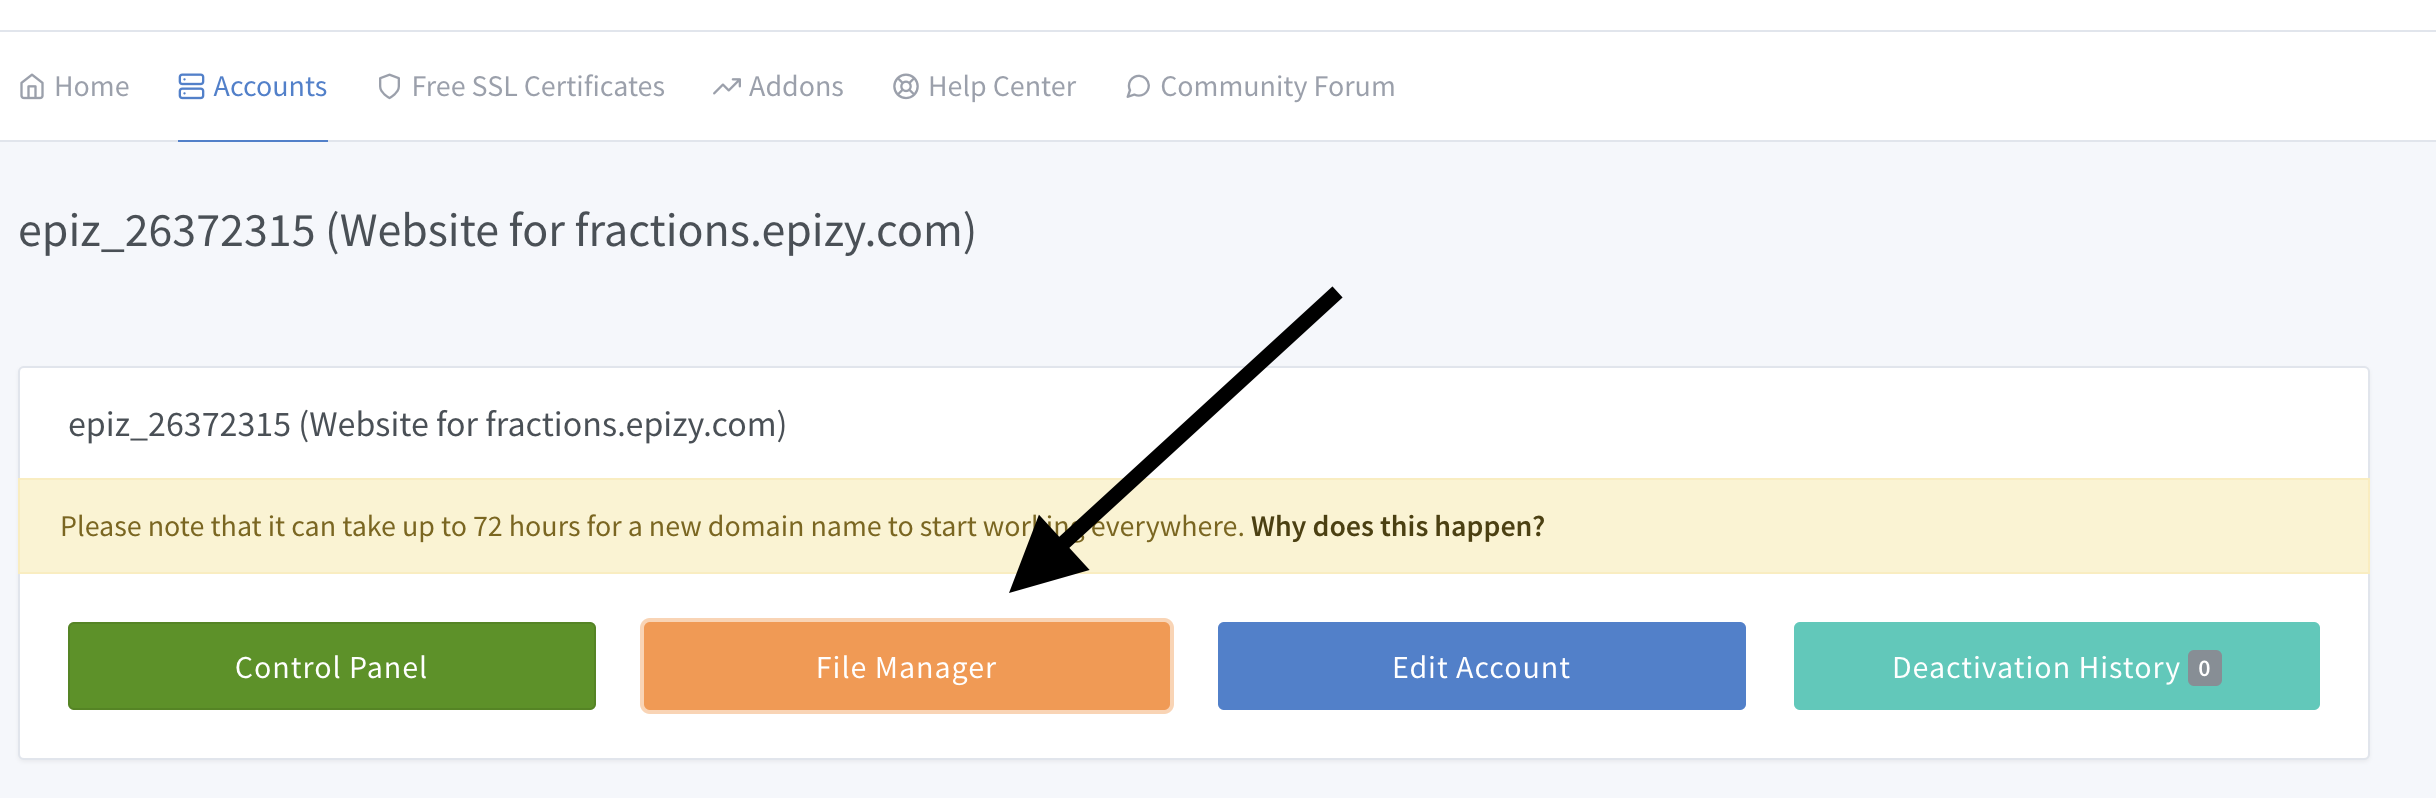 Home Accounts Free SSL Certificates Addons Help Center Community Forum
epiz_26372315 (Website for fractions.epizy.com)
epiz_26372315 (Website for fractions.epizy.com)
Please note that it can take up to 72 hours for a new domain name to start working everywhere. Why does this happen?
Control Panel File Manager Edit Account Deactivation History 0